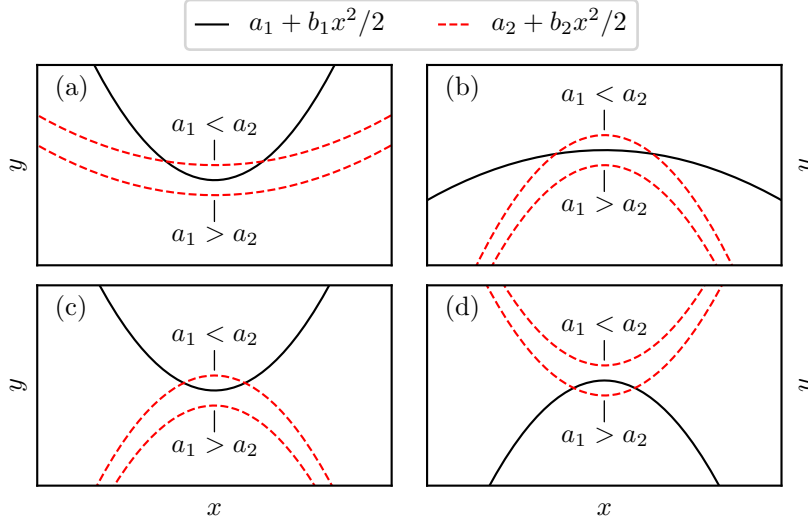 a₁ + b₁x²/2 a₂ + b₂x²/2
(a) a₁ < a₂ a₁ > a₂
y
(b) a₁ < a₂ a₁ > a₂
y
(c) a₁ < a₂ a₁ > a₂
y
x
(d) a₁ < a₂ a₁ > a₂
y
x